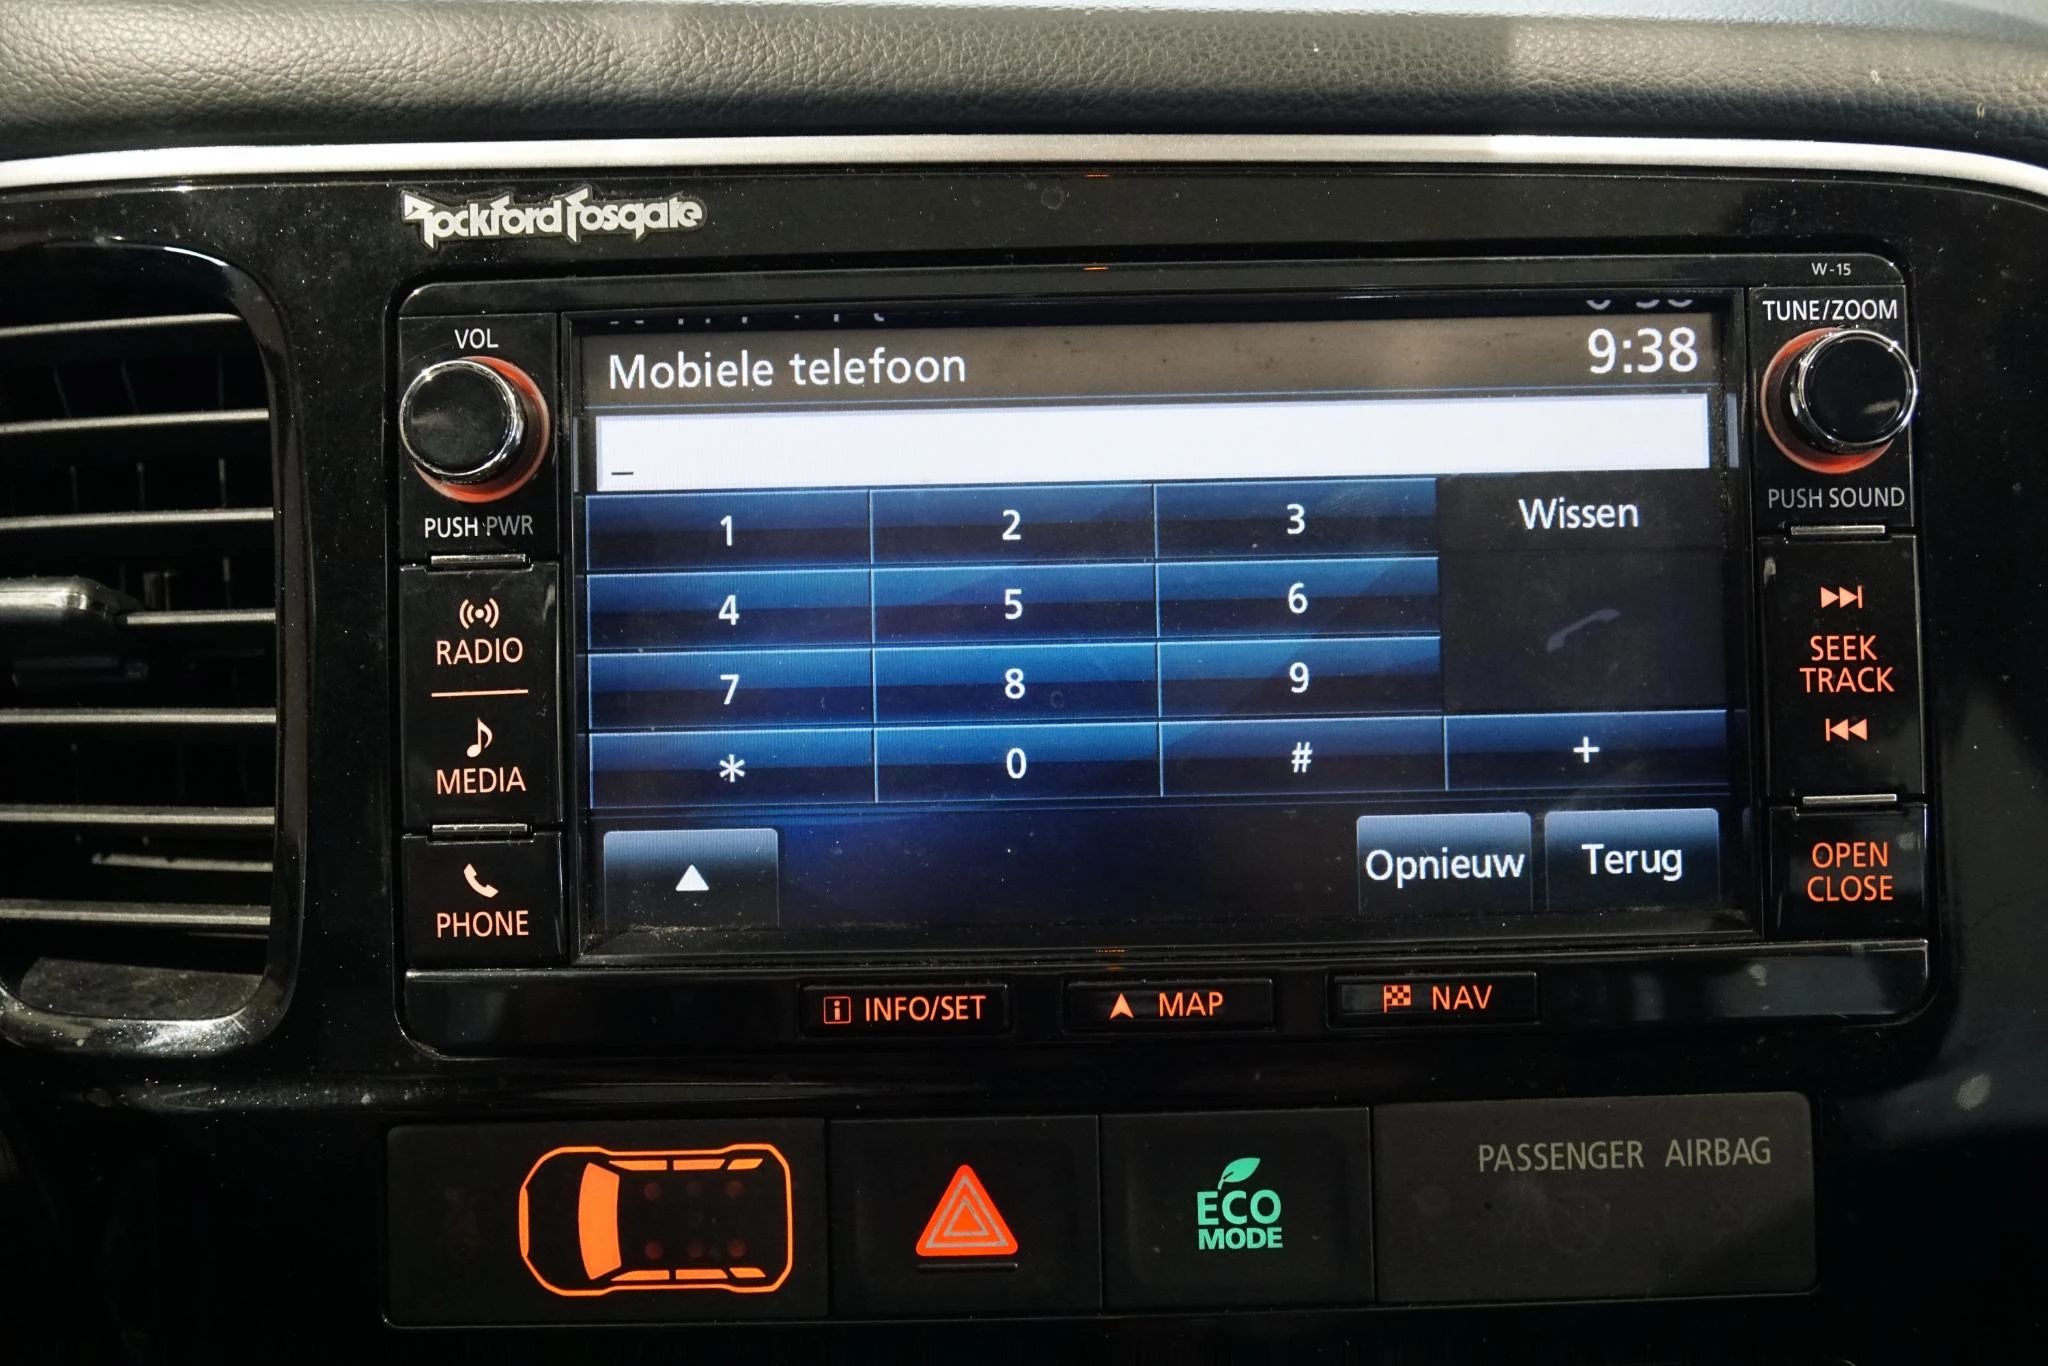 Rockford Fosgate
W-15
VOL
PUSH PWR
RADIO
MEDIA
PHONE
Mobiele telefoon
9:38
_
1 2 3 Wissen
4 5 6
7 8 9
* 0 # +
Opnieuw Terug
TUNE/ZOOM
PUSH SOUND
SEEK
TRACK
OPEN
CLOSE
INFO/SET MAP NAV
ECO
MODE
PASSENGER AIRBAG